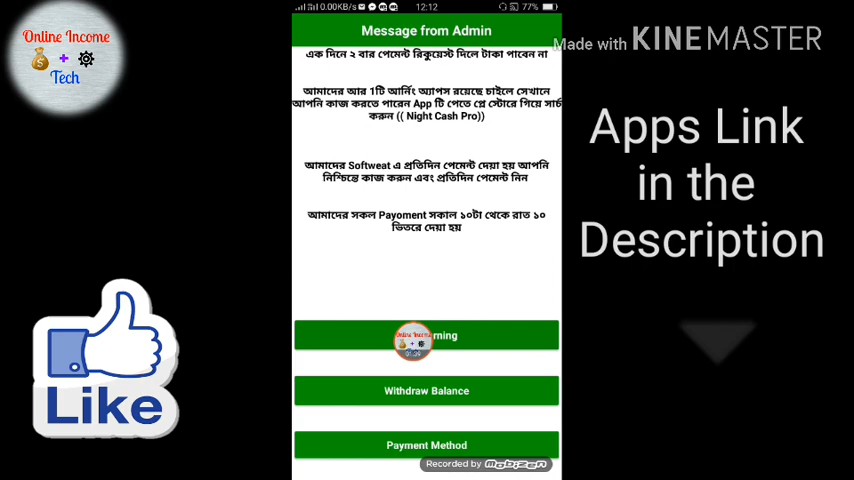 Online Income
Tech
0.00KB/s
12:12
77%
Message from Admin
Made with KINEMASTER
এক দিনে ২ বার পেমেন্ট রিকুয়েস্ট দিলে টাকা পাবেন না
আমাদের আর 1টি আর্নিং অ্যাপস রয়েছে চাইলে সেখানে
আপনি কাজ করতে পারেন App টি পেতে প্লে স্টোরে গিয়ে সার্চ
করুন (( Night Cash Pro))
আমাদের Softweat এ প্রতিদিন পেমেন্ট দেয়া হয় আপনি
নিশ্চিন্তে কাজ করুন এবং প্রতিদিন পেমেন্ট নিন
আমাদের সকল Payoment সকাল ১০টা থেকে রাত ১০
ভিতরে দেয়া হয়
Apps Link
in the
Description
Online Income
rning
Withdraw Balance
Payment Method
Recorded by mobizen
Like